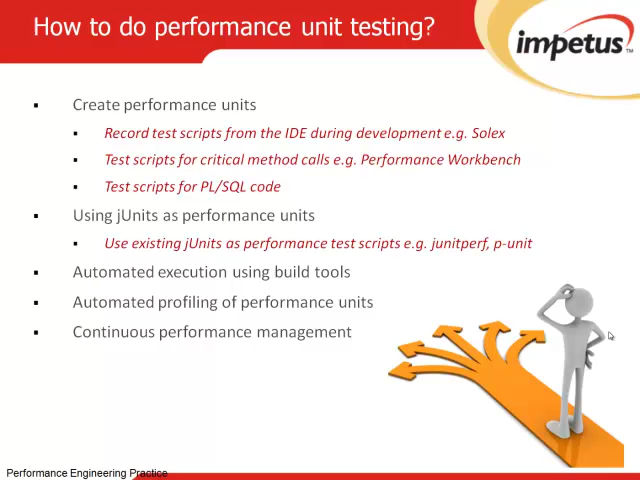 How to do performance unit testing?
impetus™
Create performance units
Record test scripts from the IDE during development e.g. Solex
Test scripts for critical method calls e.g. Performance Workbench
Test scripts for PL/SQL code
Using jUnits as performance units
Use existing jUnits as performance test scripts e.g. junitperf, p-unit
Automated execution using build tools
Automated profiling of performance units
Continuous performance management
Performance Engineering Practice